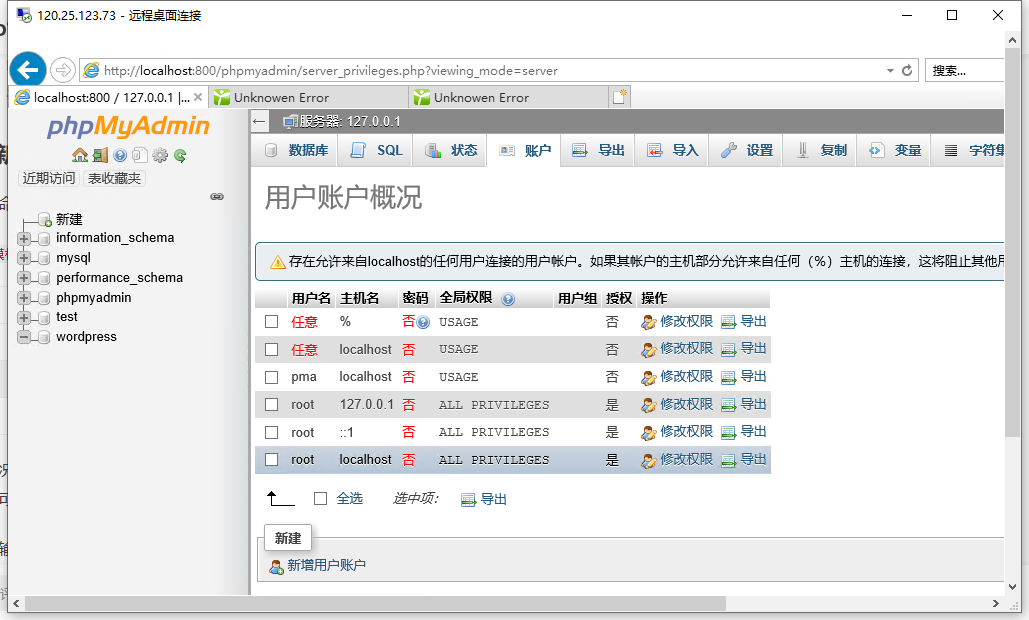 120.25.123.73 - 远程桌面连接
http://localhost:800/phpmyadmin/server_privileges.php?viewing_mode=server
搜索...
localhost:800 / 127.0.0.1 |...
Unknowen Error
Unknowen Error
phpMyAdmin
近期访问 表收藏夹
新建
information_schema
mysql
performance_schema
phpmyadmin
test
wordpress
服务器: 127.0.0.1
数据库 SQL 状态 账户 导出 导入 设置 复制 变量 字符集
用户账户概况
存在允许来自localhost的任何用户连接的用户帐户。如果其帐户的主机部分允许来自任何（%）主机的连接，这将阻止其他用
用户名 主机名 密码 全局权限 用户组 授权 操作
任意 % 否 USAGE 否 修改权限 导出
任意 localhost 否 USAGE 否 修改权限 导出
pma localhost 否 USAGE 否 修改权限 导出
root 127.0.0.1 否 ALL PRIVILEGES 是 修改权限 导出
root ::1 否 ALL PRIVILEGES 是 修改权限 导出
root localhost 否 ALL PRIVILEGES 是 修改权限 导出
全选 选中项: 导出
新建
新增用户账户